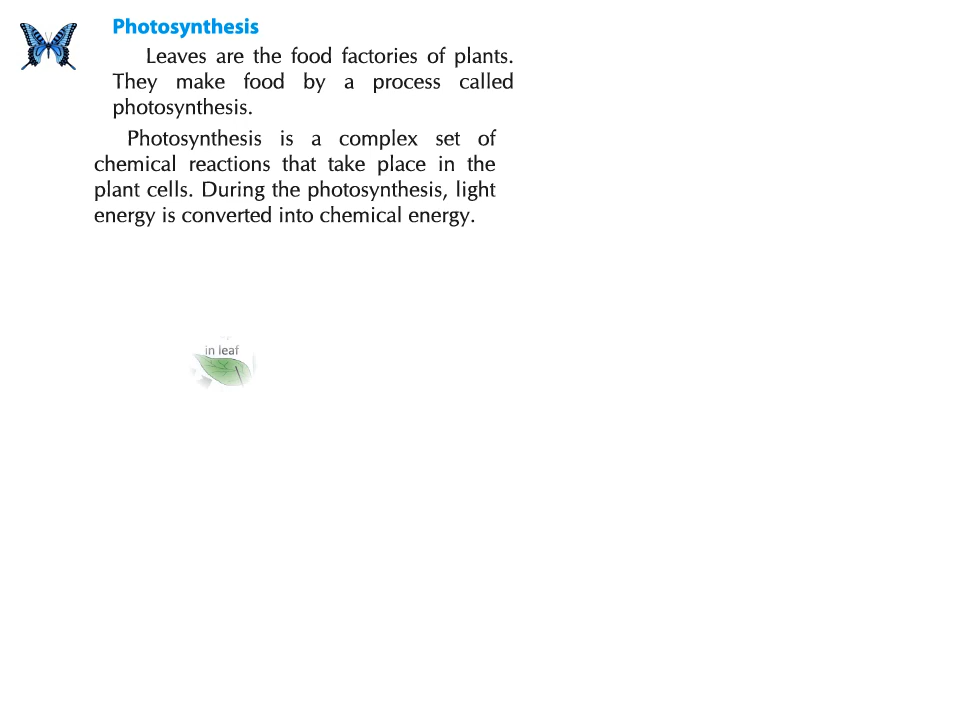 Photosynthesis
Leaves are the food factories of plants.
They make food by a process called
photosynthesis.
Photosynthesis is a complex set of
chemical reactions that take place in the
plant cells. During the photosynthesis, light
energy is converted into chemical energy.
in leaf